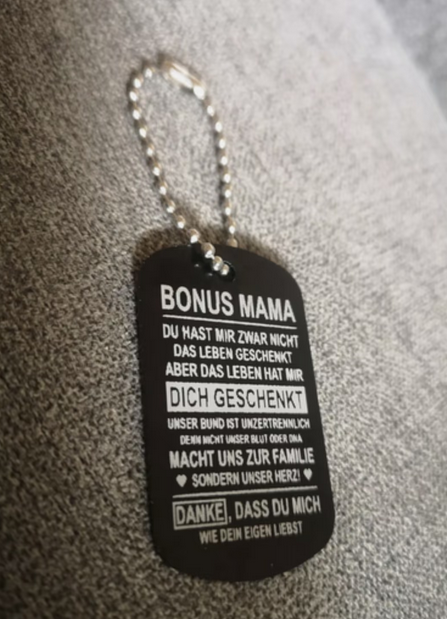 BONUS MAMA
DU HAST MIR ZWAR NICHT
DAS LEBEN GESCHENKT
ABER DAS LEBEN HAT MIR
DICH GESCHENKT
UNSER BUND IST UNZERTRENNLICH
DENN NICHT UNSER BLUT ODER DNA
MACHT UNS ZUR FAMILIE
♥ SONDERN UNSER HERZ! ♥
DANKE, DASS DU MICH
WIE DEIN EIGEN LIEBST